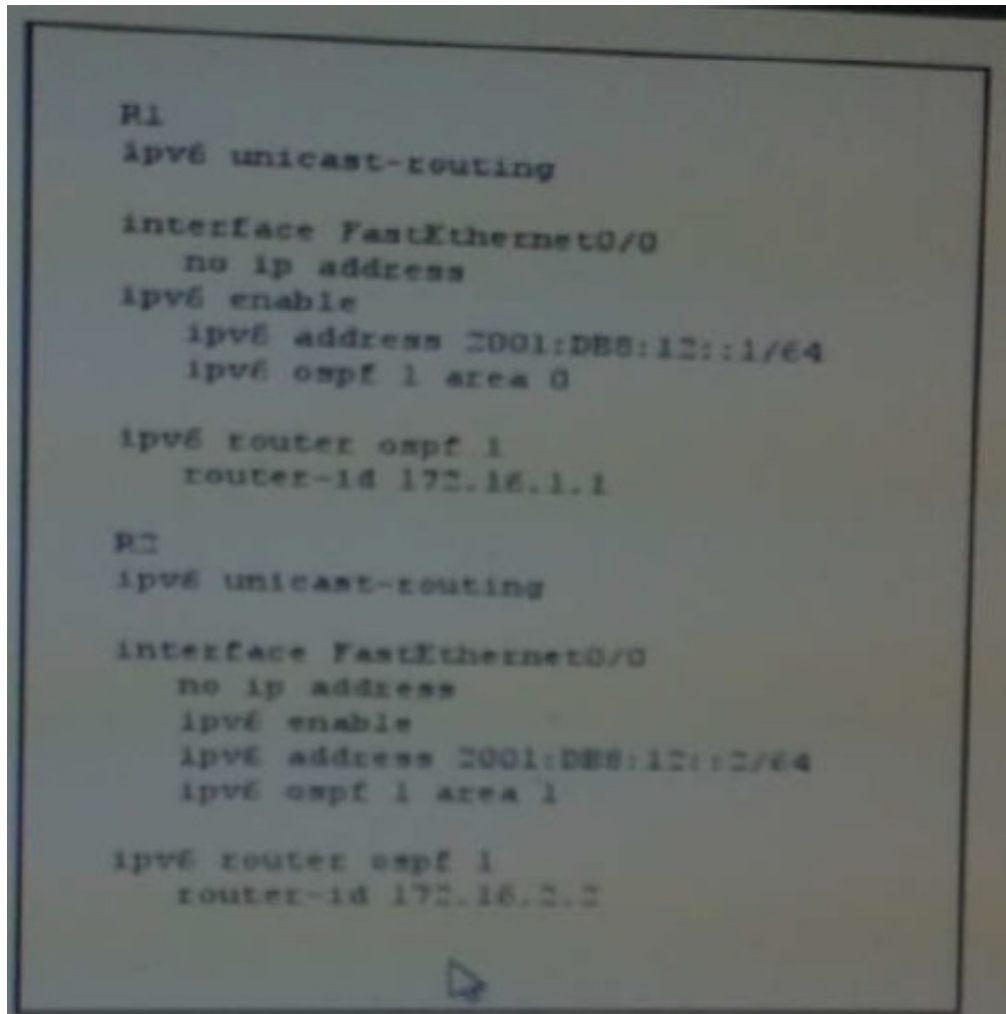 R1
ipv6 unicast-routing
interface FastEthernet0/0
no ip address
ipv6 enable
ipv6 address 2001:DB8:12::1/64
ipv6 ospf 1 area 0
ipv6 router ospf 1
router-id 172.16.1.1
R2
ipv6 unicast-routing
interface FastEthernet0/0
no ip address
ipv6 enable
ipv6 address 2001:DB8:12::2/64
ipv6 ospf 1 area 1
ipv6 router ospf 1
router-id 172.16.2.2